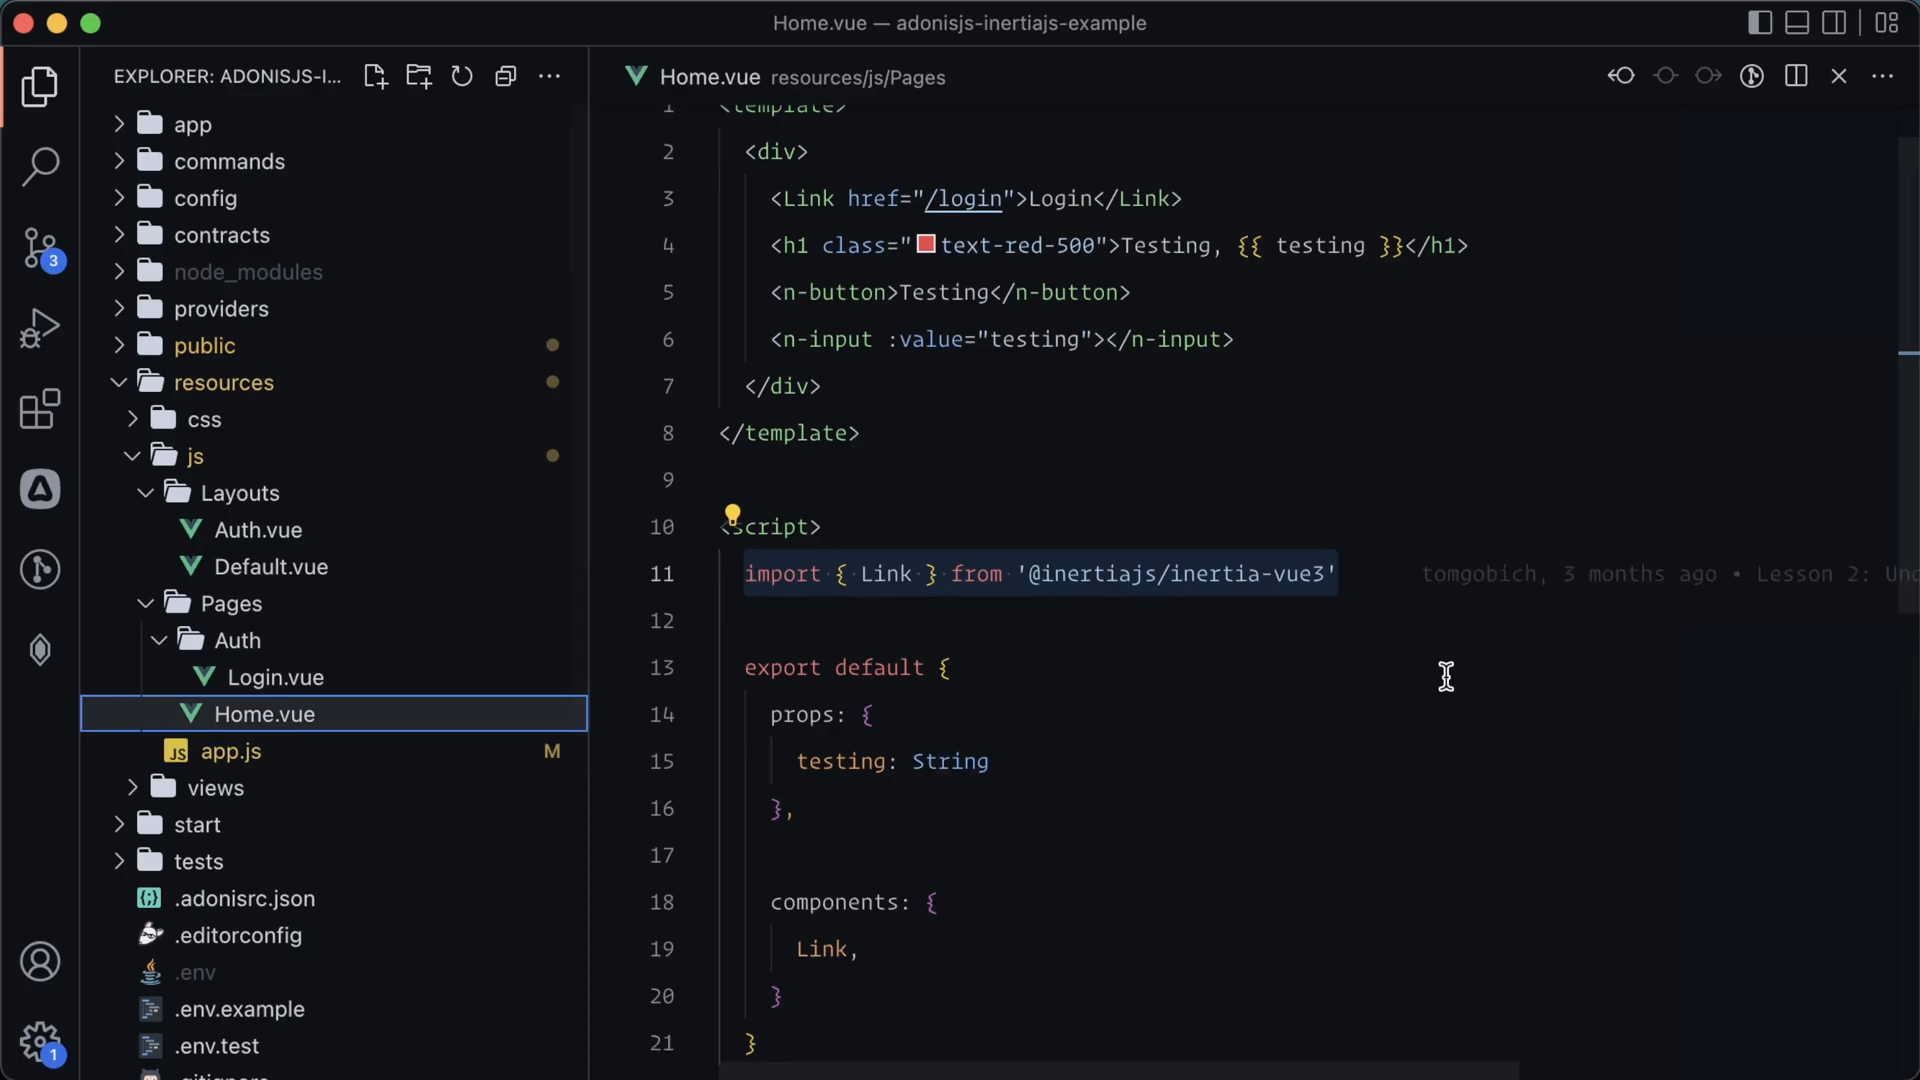 Home.vue — adonisjs-inertiajs-example
EXPLORER: ADONISJS-I...
app
commands
config
contracts
node_modules
providers
public
resources
css
js
Layouts
Auth.vue
Default.vue
Pages
Auth
Login.vue
Home.vue
JS app.js M
views
start
tests
.adonisrc.json
.editorconfig
.env
.env.example
.env.test
.gitignore
3
1
Home.vue resources/js/Pages
1 <template>
2 <div>
3 <Link href="/login">Login</Link>
4 <h1 class="text-red-500">Testing, {{ testing }}</h1>
5 <n-button>Testing</n-button>
6 <n-input :value="testing"></n-input>
7 </div>
8 </template>
9
10 <script>
11 import { Link } from '@inertiajs/inertia-vue3' tomgobich, 3 months ago • Lesson 2:
12
13 export default {
14 props: {
15 testing: String
16 },
17
18 components: {
19 Link,
20 }
21 }